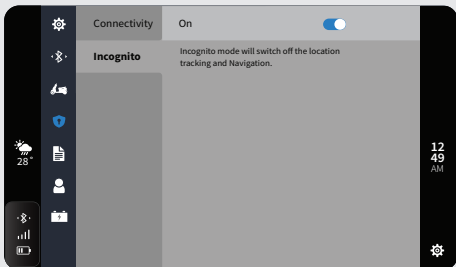 Connectivity
On
Incognito
Incognito mode will switch off the location
tracking and Navigation.
28°
12
49
AM